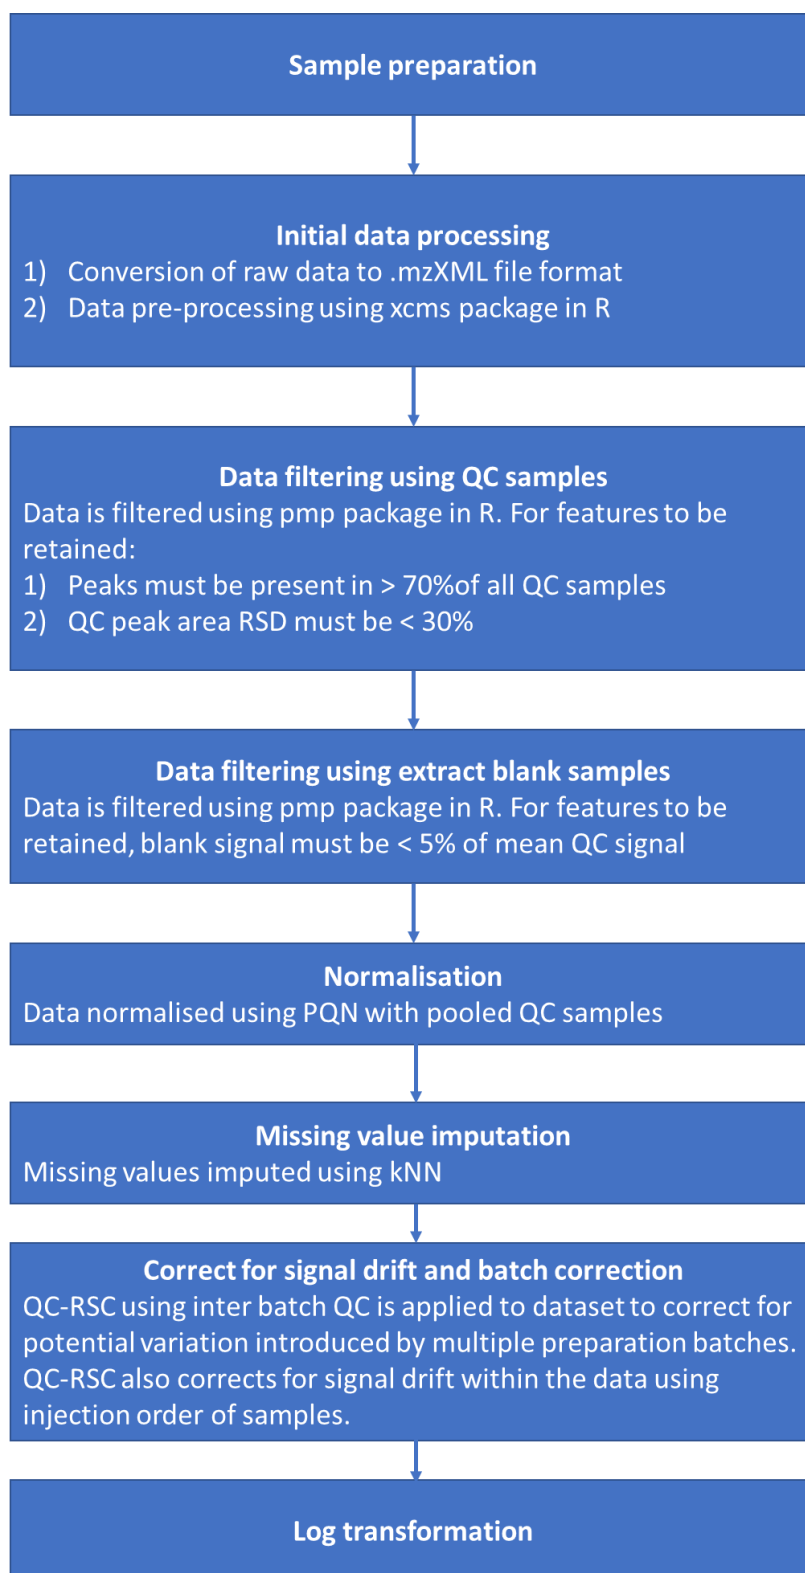 Sample preparation
Initial data processing
1) Conversion of raw data to .mzXML file format
2) Data pre-processing using xcms package in R
Data filtering using QC samples
Data is filtered using pmp package in R. For features to be
retained:
1) Peaks must be present in > 70%of all QC samples
2) QC peak area RSD must be < 30%
Data filtering using extract blank samples
Data is filtered using pmp package in R. For features to be
retained, blank signal must be < 5% of mean QC signal
Normalisation
Data normalised using PQN with pooled QC samples
Missing value imputation
Missing values imputed using kNN
Correct for signal drift and batch correction
QC-RSC using inter batch QC is applied to dataset to correct for
potential variation introduced by multiple preparation batches.
QC-RSC also corrects for signal drift within the data using
injection order of samples.
Log transformation